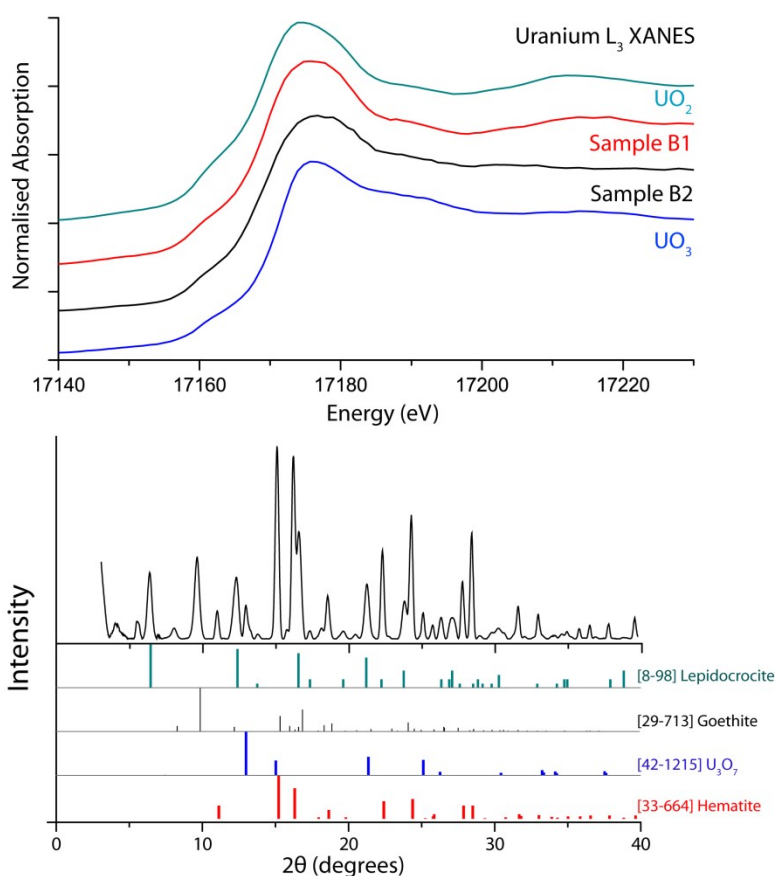 Normalised Absorption
Uranium L₃ XANES
UO₂
Sample B1
Sample B2
UO₃
17140 17160 17180 17200 17220
Energy (eV)
Intensity
[8-98] Lepidocrocite
[29-713] Goethite
[42-1215] U₃O₇
[33-664] Hematite
0 10 20 30 40
2θ (degrees)